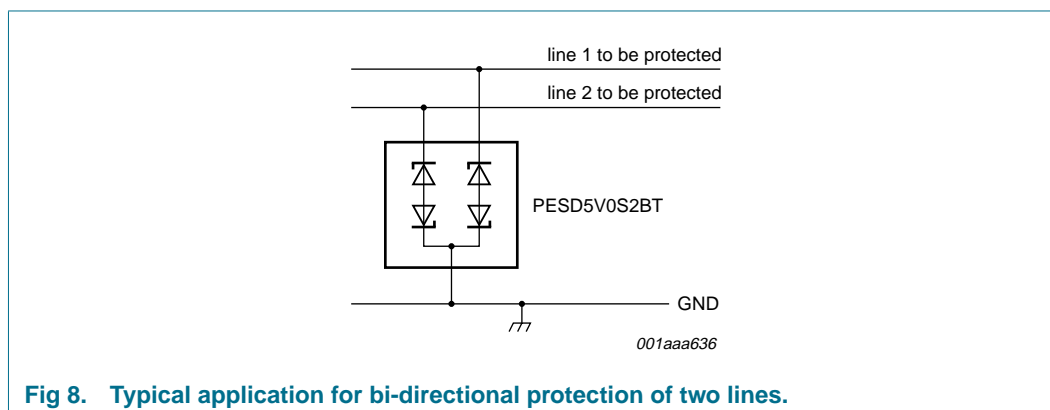 line 1 to be protected
line 2 to be protected
PESD5V0S2BT
GND
001aaa636
Fig 8. Typical application for bi-directional protection of two lines.